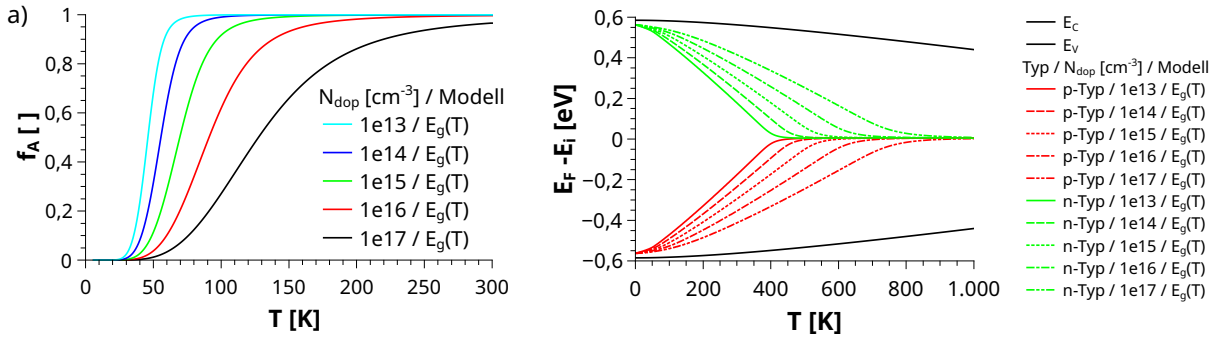 a)
1
0,8
0,6
0,4
0,2
0
f_A [ ]
0
50
100
150
200
250
300
T [K]
N_dop [cm^-3] / Modell
1e13 / E_g(T)
1e14 / E_g(T)
1e15 / E_g(T)
1e16 / E_g(T)
1e17 / E_g(T)
0,6
0,4
0,2
0
−0,2
−0,4
−0,6
E_F -E_i [eV]
0
200
400
600
800
1.000
T [K]
E_C
E_V
Typ / N_dop [cm^-3] / Modell
p-Typ / 1e13 / E_g(T)
p-Typ / 1e14 / E_g(T)
p-Typ / 1e15 / E_g(T)
p-Typ / 1e16 / E_g(T)
p-Typ / 1e17 / E_g(T)
n-Typ / 1e13 / E_g(T)
n-Typ / 1e14 / E_g(T)
n-Typ / 1e15 / E_g(T)
n-Typ / 1e16 / E_g(T)
n-Typ / 1e17 / E_g(T)